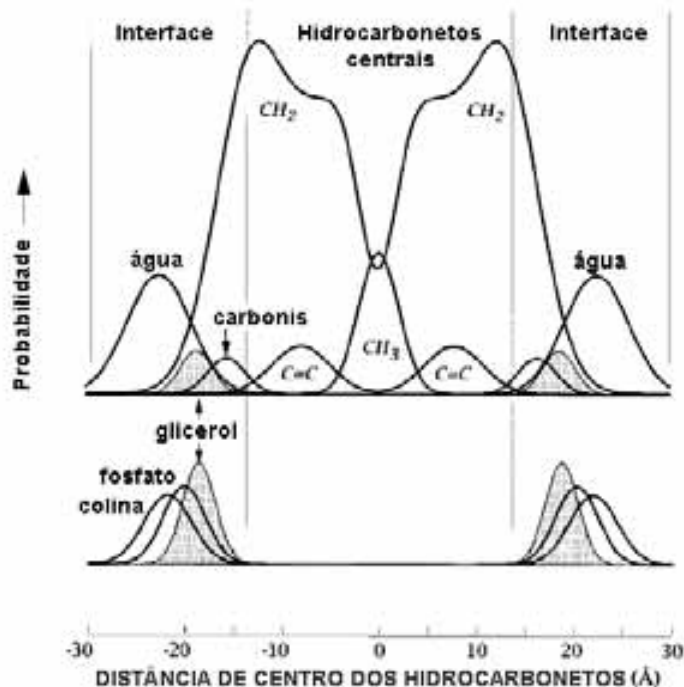 Interface
Hidrocarbonetos
centrais
Interface
CH2
CH2
Probabilidade
água
água
carbonis
CH3
C=C
C=C
glicerol
fosfato
colina
-30 -20 -10 0 10 20 30
DISTÂNCIA DE CENTRO DOS HIDROCARBONETOS (Å)